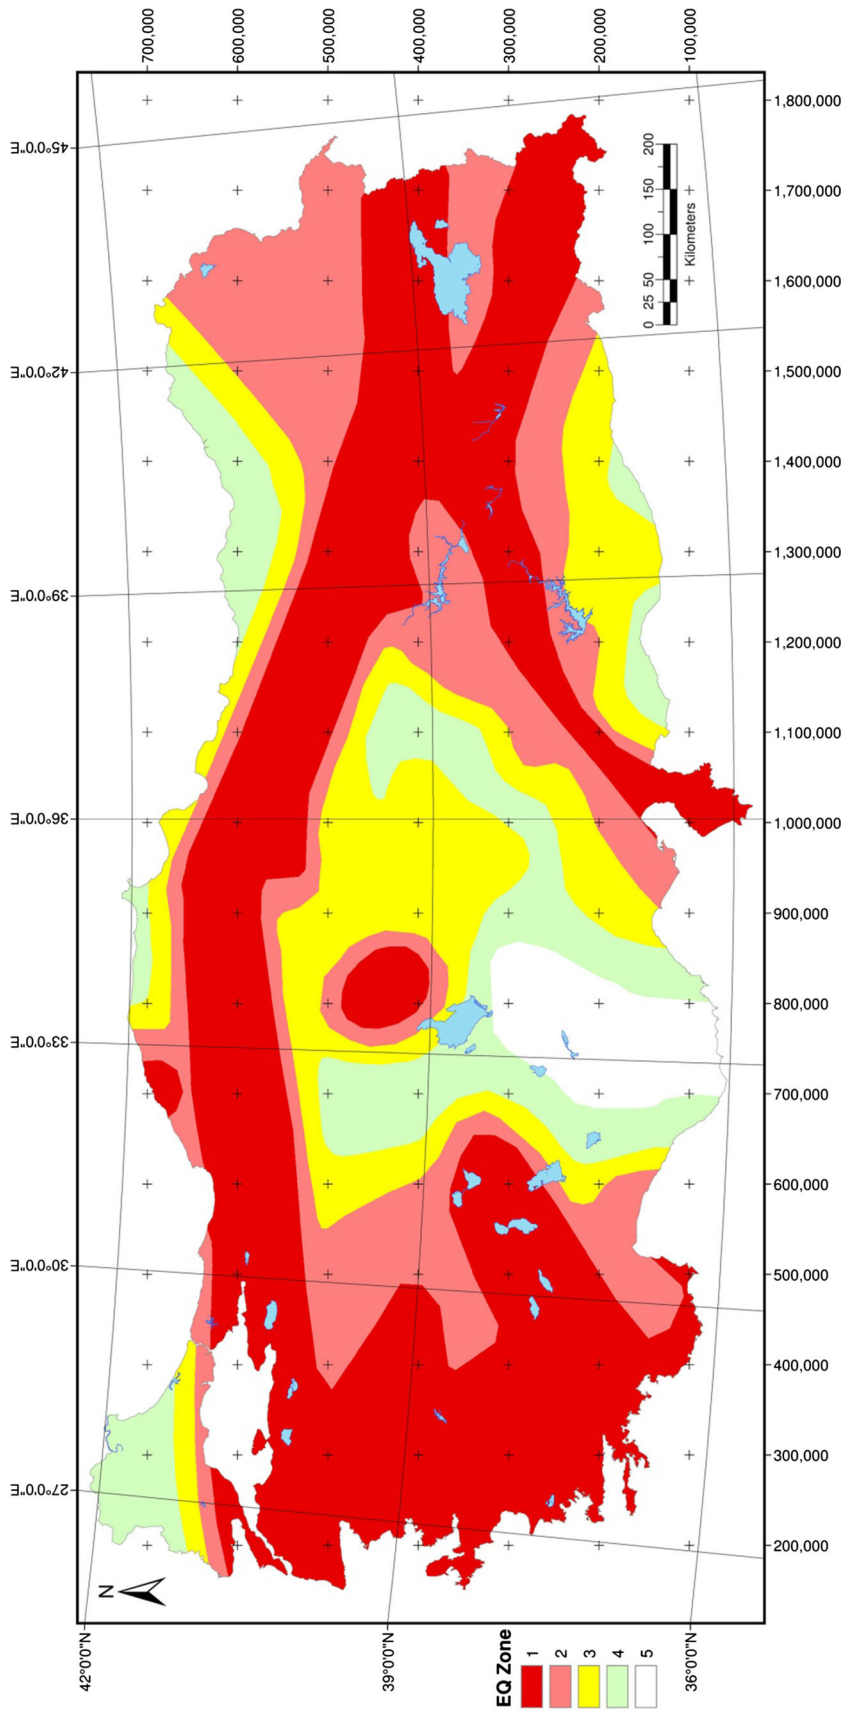 27°0'0"E
30°0'0"E
33°0'0"E
36°0'0"E
39°0'0"E
42°0'0"E
45°0'0"E
N
42°0'0"N
39°0'0"N
36°0'0"N
700,000
600,000
500,000
400,000
300,000
200,000
100,000
0 25 50 100 150 200
Kilometers
200,000
300,000
400,000
500,000
600,000
700,000
800,000
900,000
1,000,000
1,100,000
1,200,000
1,300,000
1,400,000
1,500,000
1,600,000
1,700,000
1,800,000
EQ Zone
1
2
3
4
5